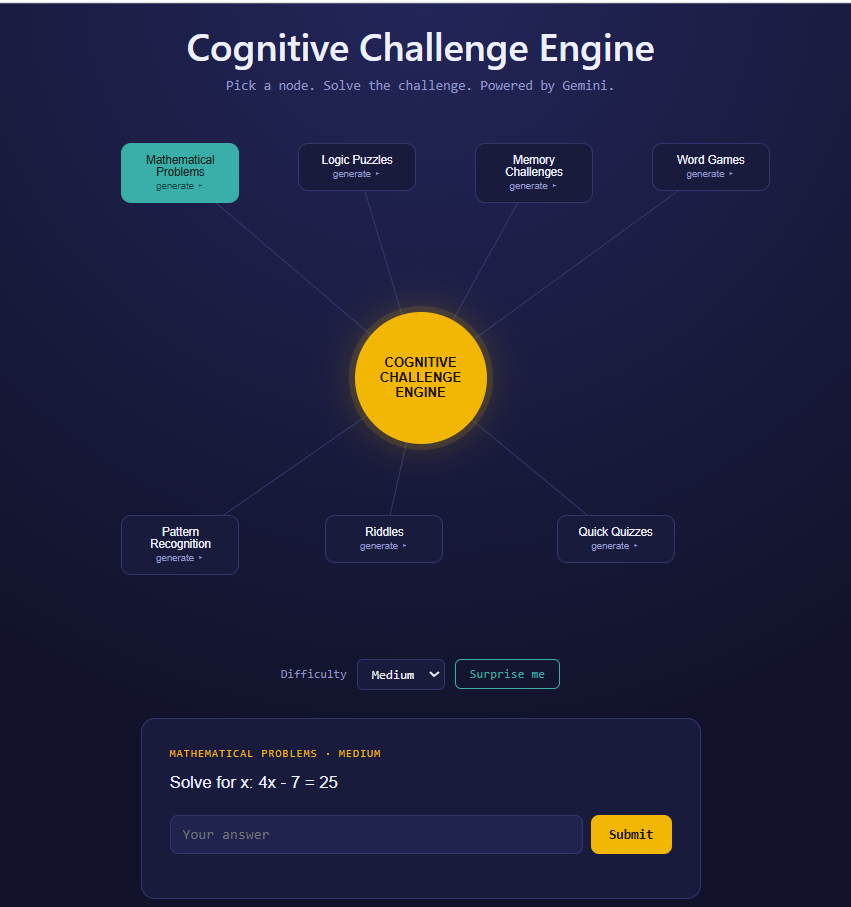 Cognitive Challenge Engine
Pick a node. Solve the challenge. Powered by Gemini.
Mathematical
Problems
generate ▸
Logic Puzzles
generate ▸
Memory
Challenges
generate ▸
Word Games
generate ▸
COGNITIVE
CHALLENGE
ENGINE
Pattern
Recognition
generate ▸
Riddles
generate ▸
Quick Quizzes
generate ▸
Difficulty
Medium
Surprise me
MATHEMATICAL PROBLEMS · MEDIUM
Solve for x: 4x - 7 = 25
Your answer
Submit